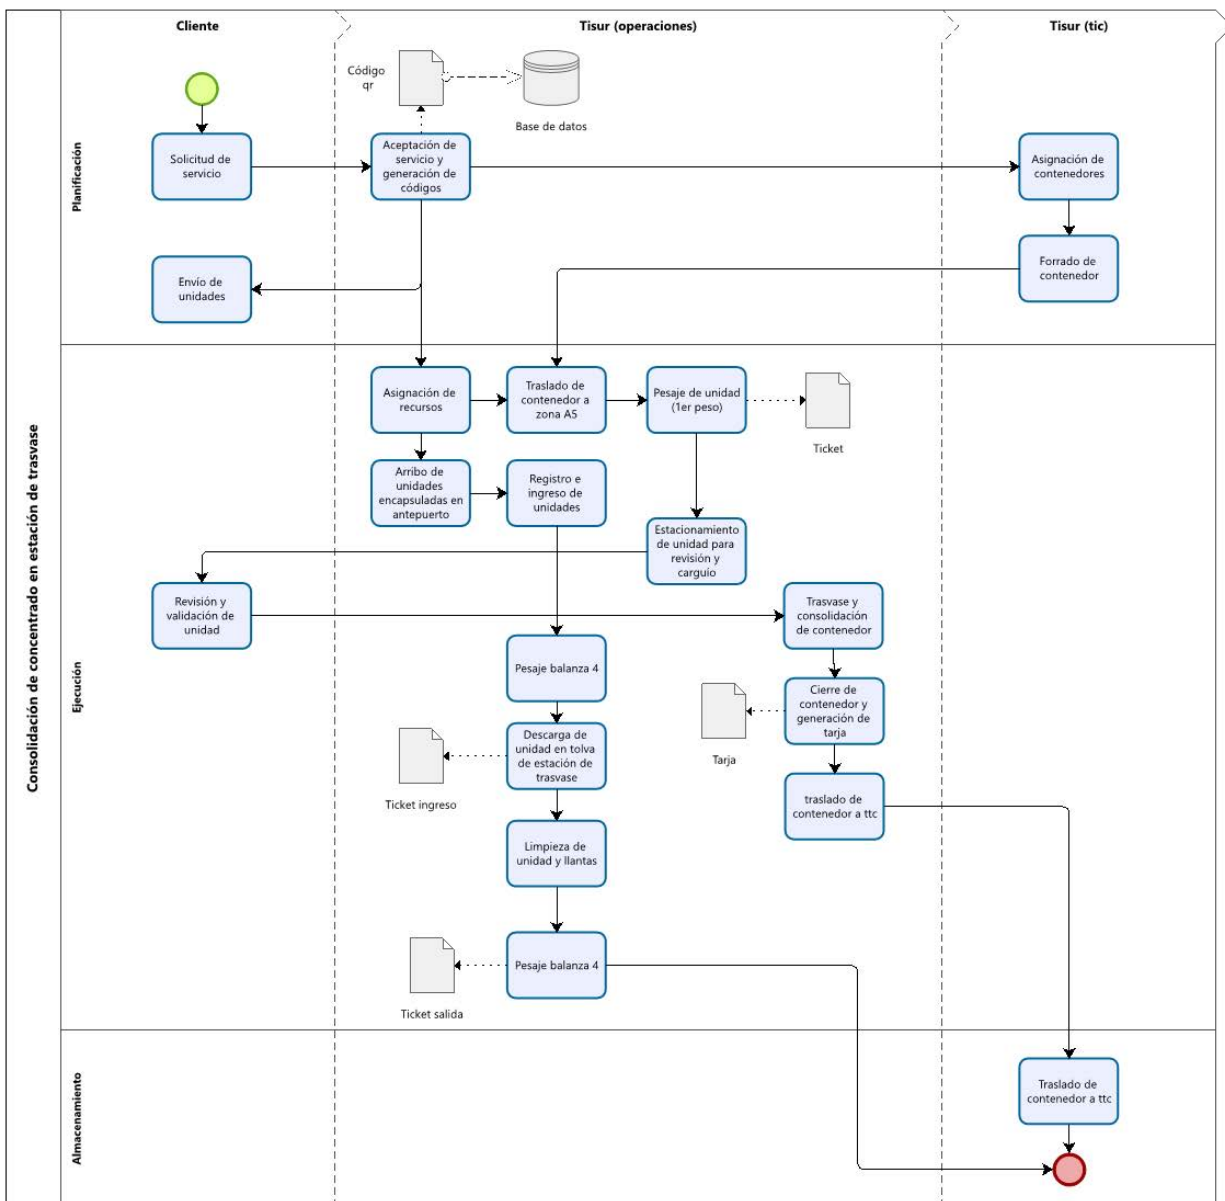 Consolidación de concentrado en estación de trasvase
Cliente
Tisur (operaciones)
Tisur (tic)
Planificación
Código
qr
Base de datos
Solicitud de
servicio
Aceptación de
servicio y
generación de
códigos
Asignación de
contenedores
Envío de
unidades
Forrado de
contenedor
Ejecución
Asignación de
recursos
Traslado de
contenedor a
zona A5
Pesaje de unidad
(1er peso)
Ticket
Arribo de
unidades
encapsuladas en
antepuerto
Registro e
ingreso de
unidades
Estacionamiento
de unidad para
revisión y
carguío
Revisión y
validación de
unidad
Trasvase y
consolidación
de contenedor
Pesaje balanza 4
Cierre de
contenedor y
generación de
tarja
Tarja
Descarga de
unidad en tolva
de estación de
trasvase
Ticket ingreso
traslado de
contenedor a ttc
Limpieza de
unidad y llantas
Pesaje balanza 4
Ticket salida
Almacenamiento
Traslado de
contenedor a ttc